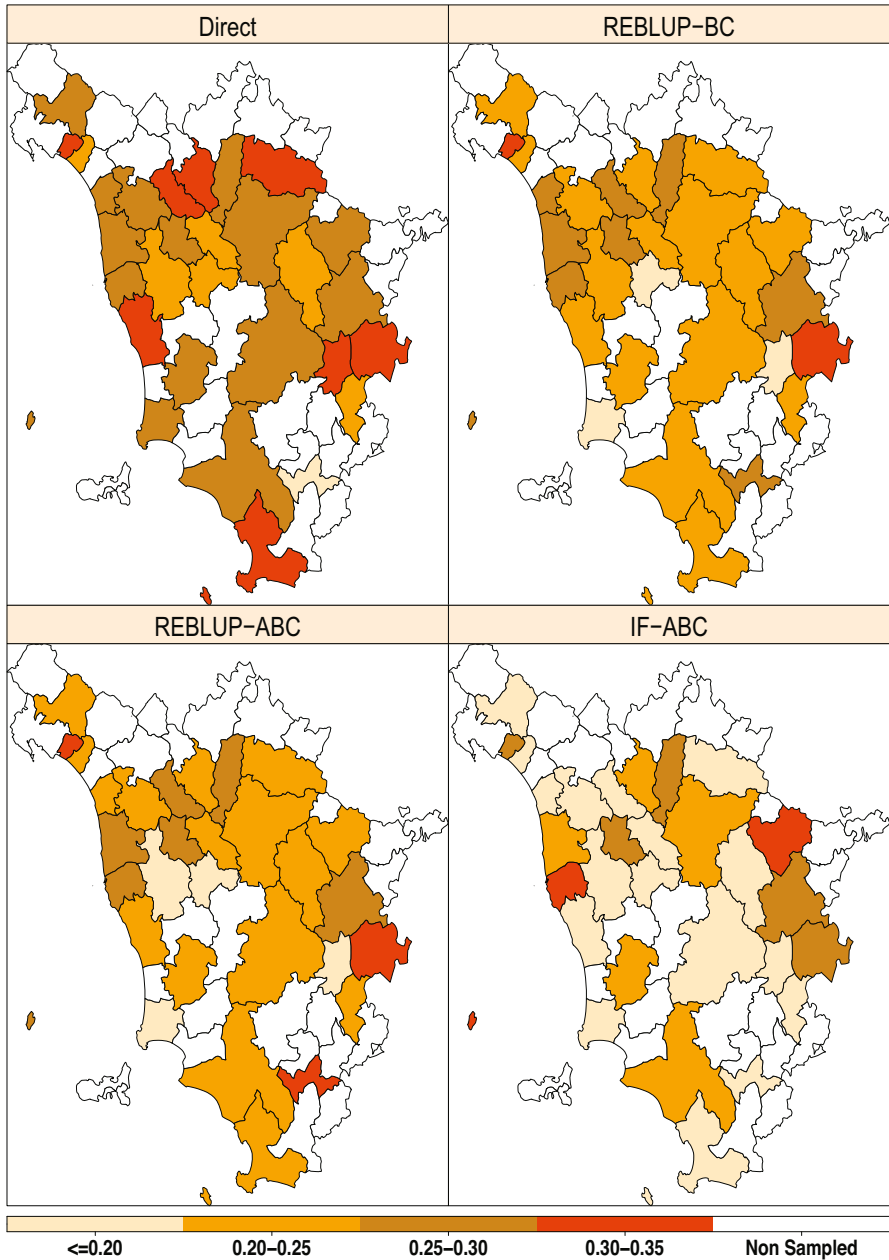 Direct
REBLUP−BC
REBLUP−ABC
IF−ABC
<=0.20
0.20−0.25
0.25−0.30
0.30−0.35
Non Sampled